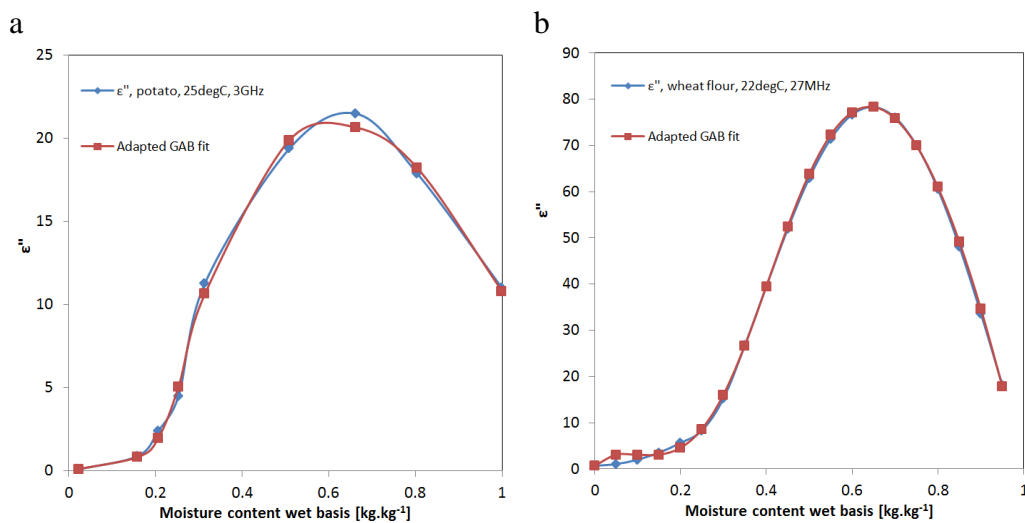 a
25
20
15
10
5
0
ε"
ε", potato, 25degC, 3GHz
Adapted GAB fit
0 0.2 0.4 0.6 0.8 1
Moisture content wet basis [kg.kg⁻¹]
b
90
80
70
60
50
40
30
20
10
0
ε"
ε", wheat flour, 22degC, 27MHz
Adapted GAB fit
0 0.2 0.4 0.6 0.8 1
Moisture content wet basis [kg.kg⁻¹]